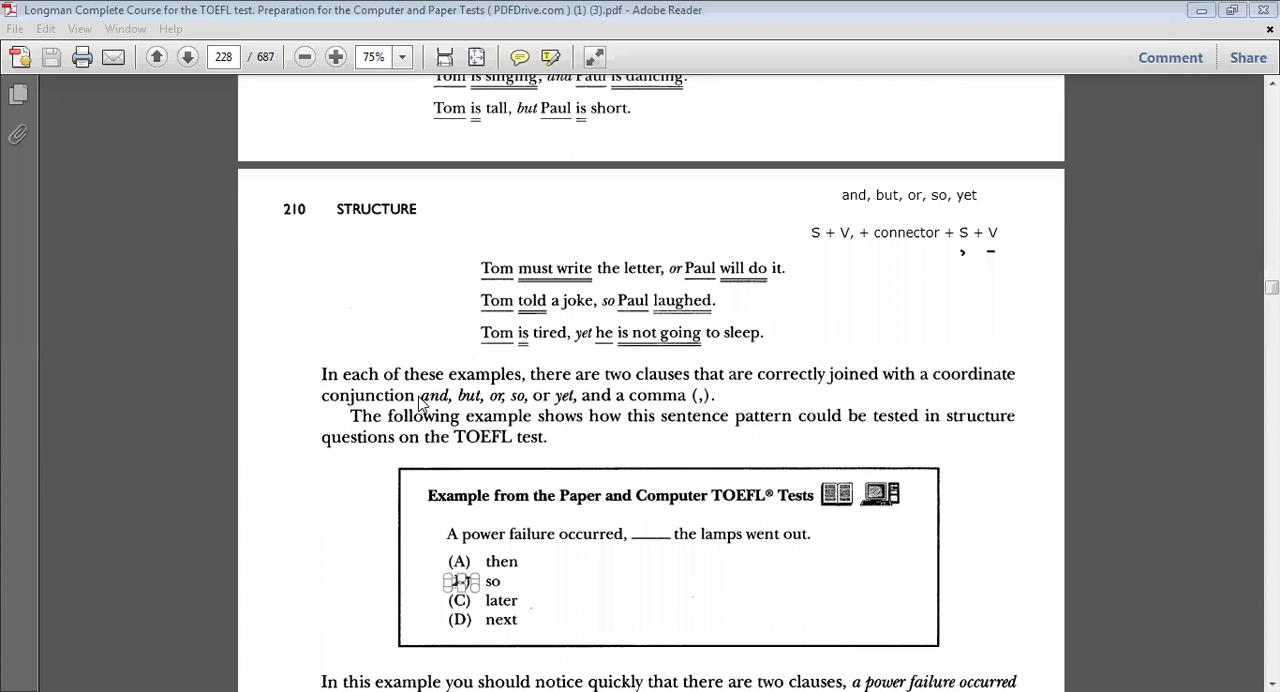 Longman Complete Course for the TOEFL test. Preparation for the Computer and Paper Tests ( PDFDrive.com ) (1) (3).pdf - Adobe Reader
File Edit View Window Help
228 / 687 75% Comment Share
Tom is singing, and Paul is dancing.
Tom is tall, but Paul is short.
and, but, or, so, yet
210 STRUCTURE
S + V, + connector + S + V
Tom must write the letter, or Paul will do it.
Tom told a joke, so Paul laughed.
Tom is tired, yet he is not going to sleep.
In each of these examples, there are two clauses that are correctly joined with a coordinate
conjunction and, but, or, so, or yet, and a comma (,).
The following example shows how this sentence pattern could be tested in structure
questions on the TOEFL test.
Example from the Paper and Computer TOEFL® Tests
A power failure occurred, _____ the lamps went out.
(A) then
so
(C) later
(D) next
In this example you should notice quickly that there are two clauses, a power failure occurred